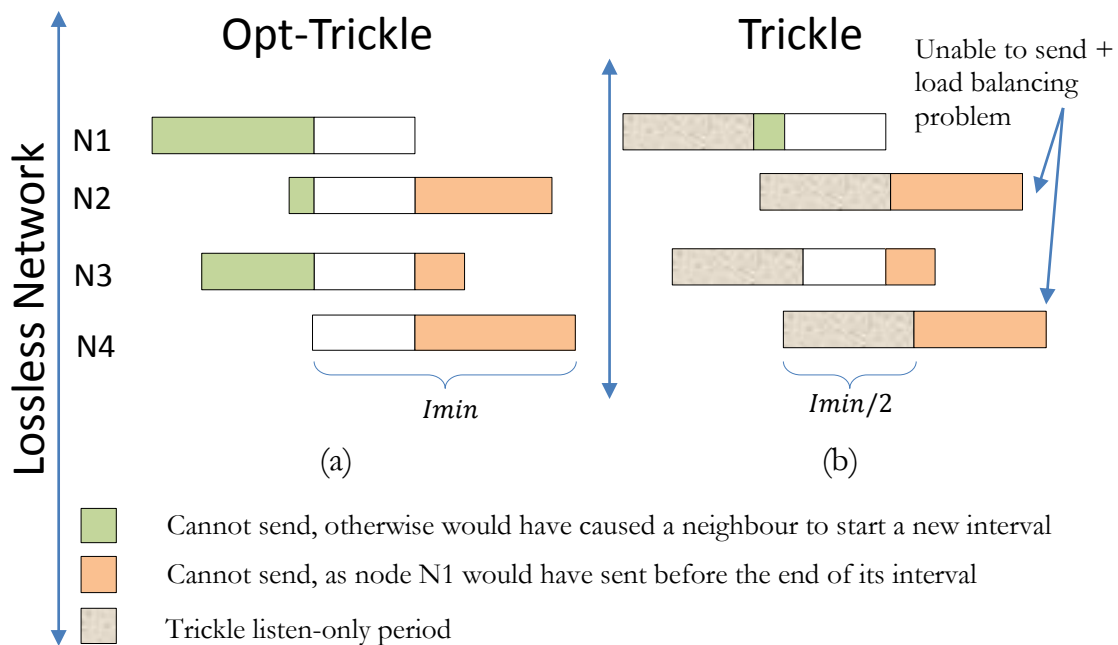 Opt-Trickle
Trickle
Unable to send +
load balancing
problem
Lossless Network
N1
N2
N3
N4
Imin
Imin/2
(a)
(b)
Cannot send, otherwise would have caused a neighbour to start a new interval
Cannot send, as node N1 would have sent before the end of its interval
Trickle listen-only period